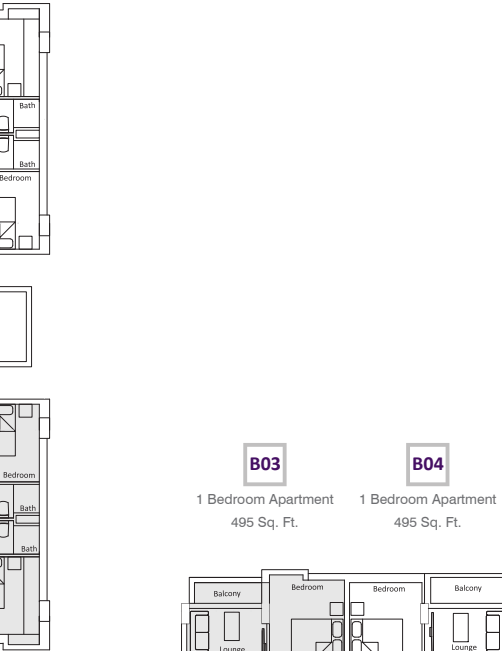 Bath
Bath
Bedroom
Bedroom
Bath
Bath
B03
B04
1 Bedroom Apartment
1 Bedroom Apartment
495 Sq. Ft.
495 Sq. Ft.
Balcony
Bedroom
Bedroom
Balcony
Lounge
Lounge